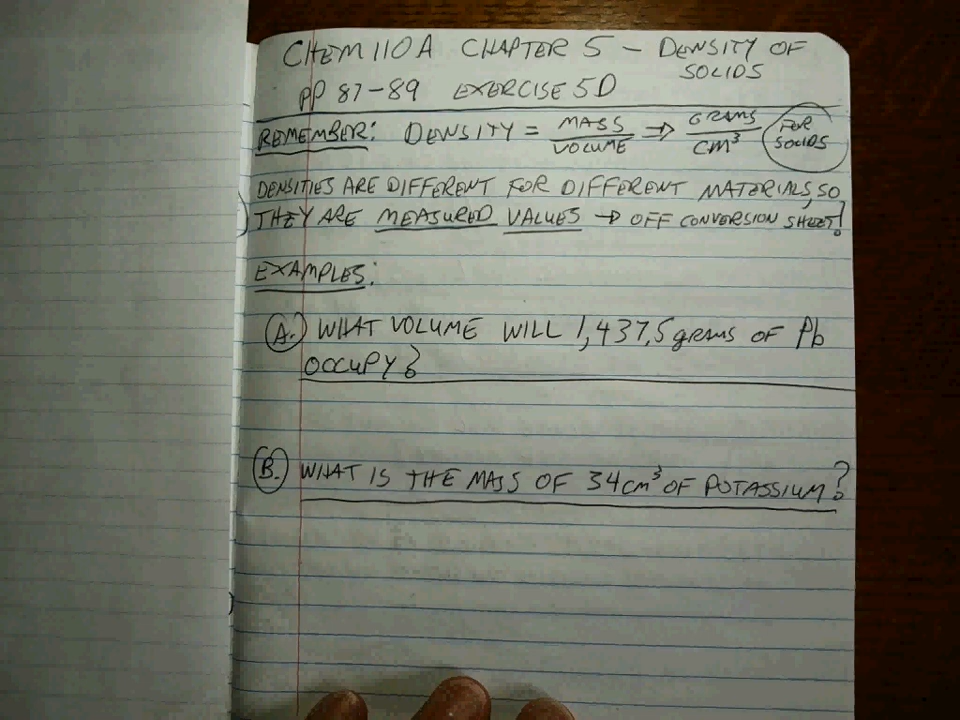 CHEM 110A CHAPTER 5 - DENSITY OF
SOLIDS
PP 87-89 EXERCISE 5D
REMEMBER: DENSITY = MASS/VOLUME ⇒ GRAMS/CM³ FOR SOLIDS
DENSITIES ARE DIFFERENT FOR DIFFERENT MATERIALS, SO
THEY ARE MEASURED VALUES → OFF CONVERSION SHEET!
EXAMPLES:
A. WHAT VOLUME WILL 1,437.5 grams OF Pb
OCCUPY?
B. WHAT IS THE MASS OF 34cm³ OF POTASSIUM?